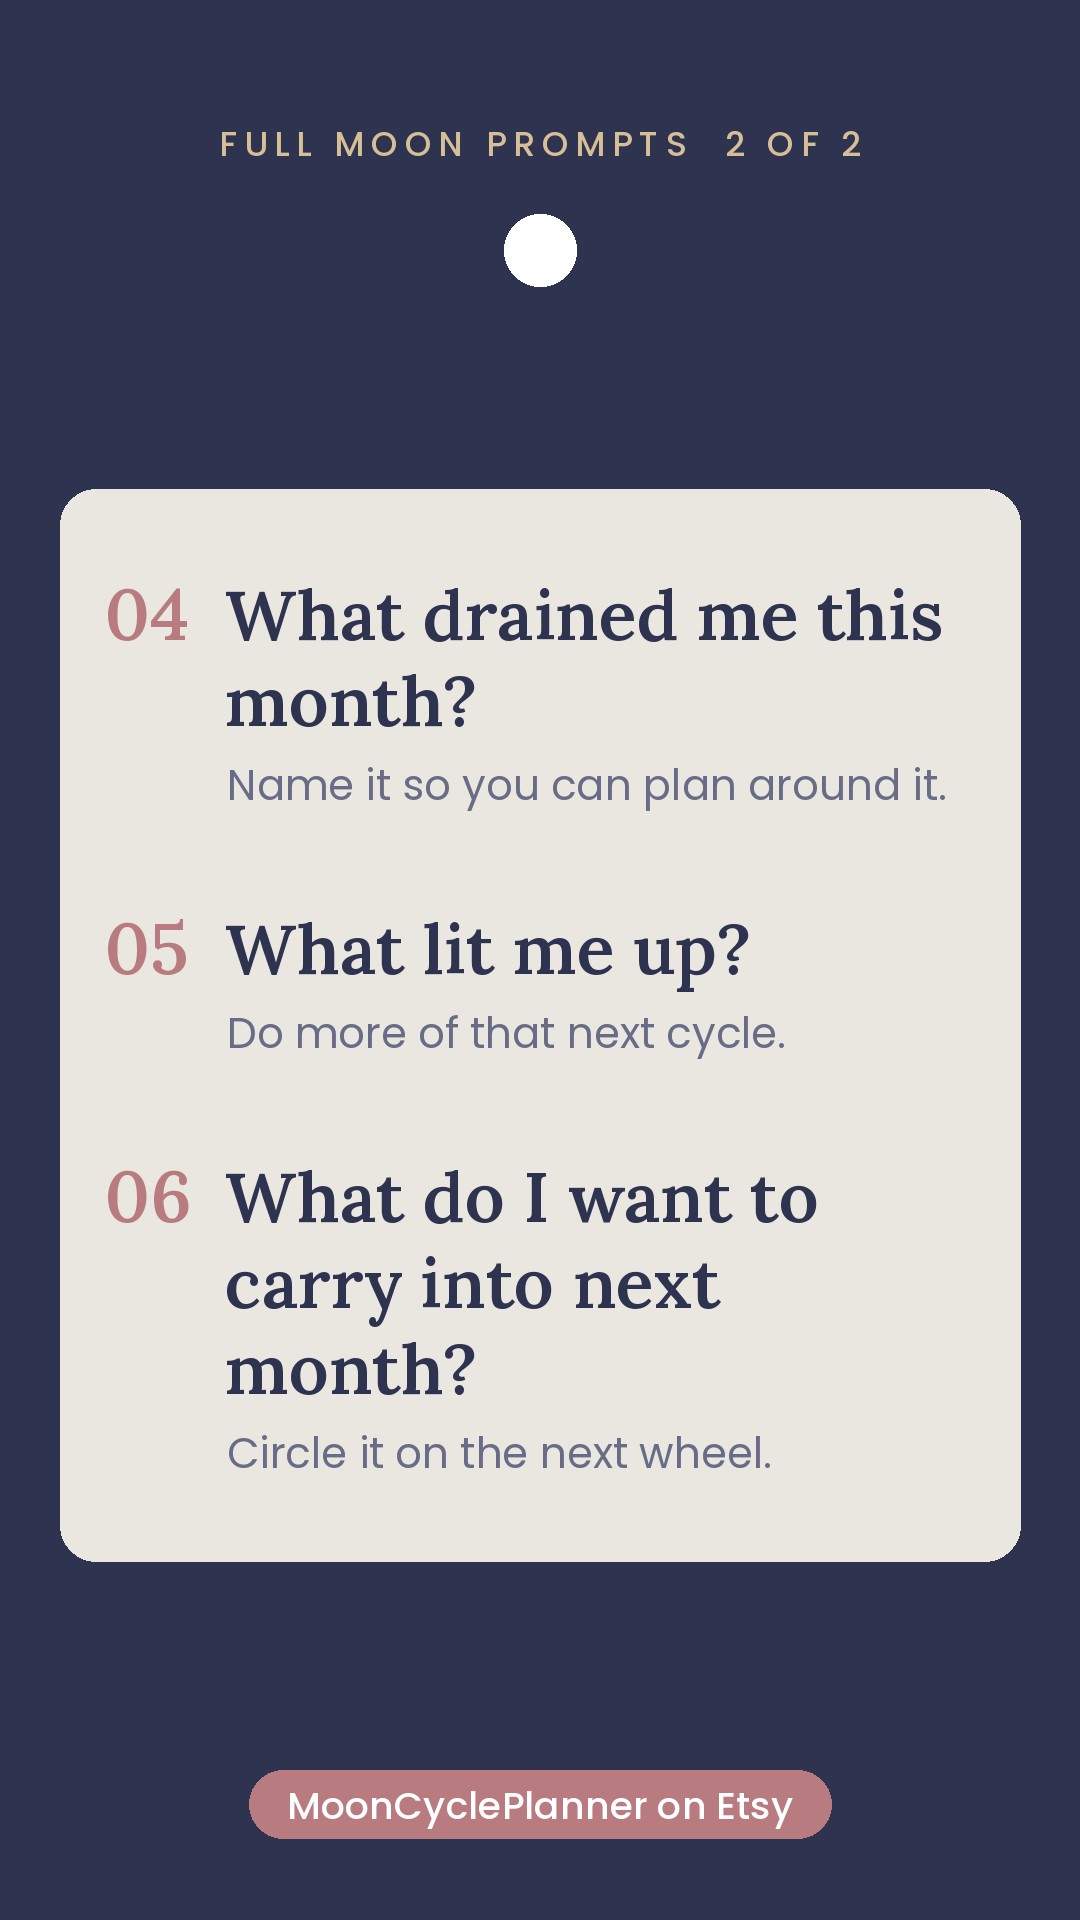 FULL MOON PROMPTS 2 OF 2
04 What drained me this
month?
Name it so you can plan around it.
05 What lit me up?
Do more of that next cycle.
06 What do I want to
carry into next
month?
Circle it on the next wheel.
MoonCyclePlanner on Etsy